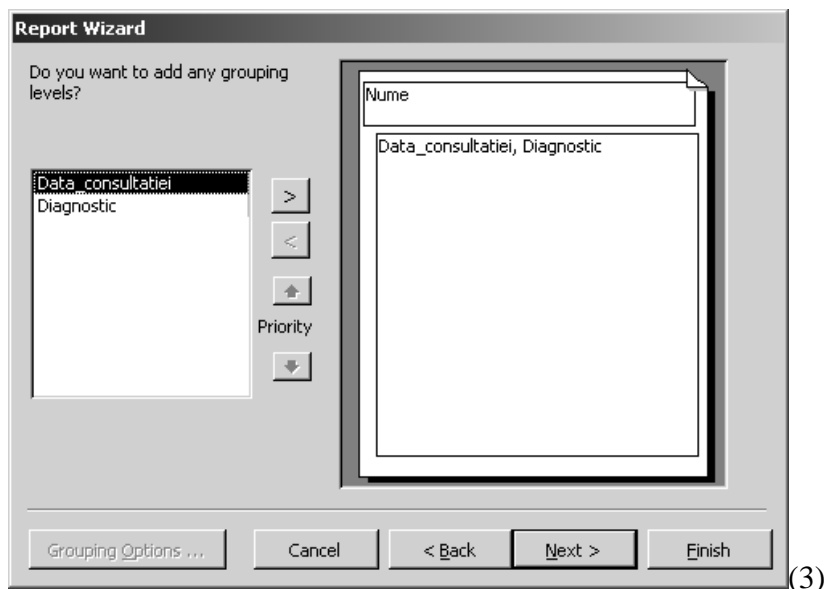 Report Wizard
Do you want to add any grouping
levels?
Data_consultatiei
Diagnostic
>
<
Priority
Nume
Data_consultatiei, Diagnostic
Grouping Options ...
Cancel
< Back
Next >
Finish
(3)